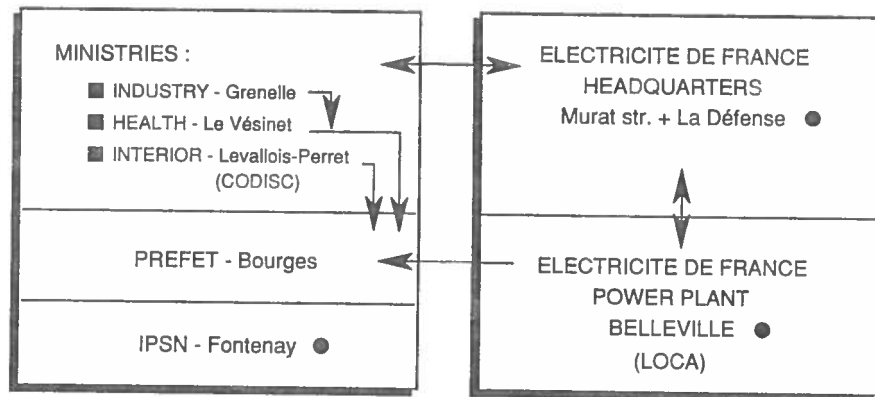 MINISTRIES :
INDUSTRY - Grenelle
HEALTH - Le Vésinet
INTERIOR - Levallois-Perret
(CODISC)
PREFET - Bourges
IPSN - Fontenay
ELECTRICITE DE FRANCE
HEADQUARTERS
Murat str. + La Défense
ELECTRICITE DE FRANCE
POWER PLANT
BELLEVILLE
(LOCA)